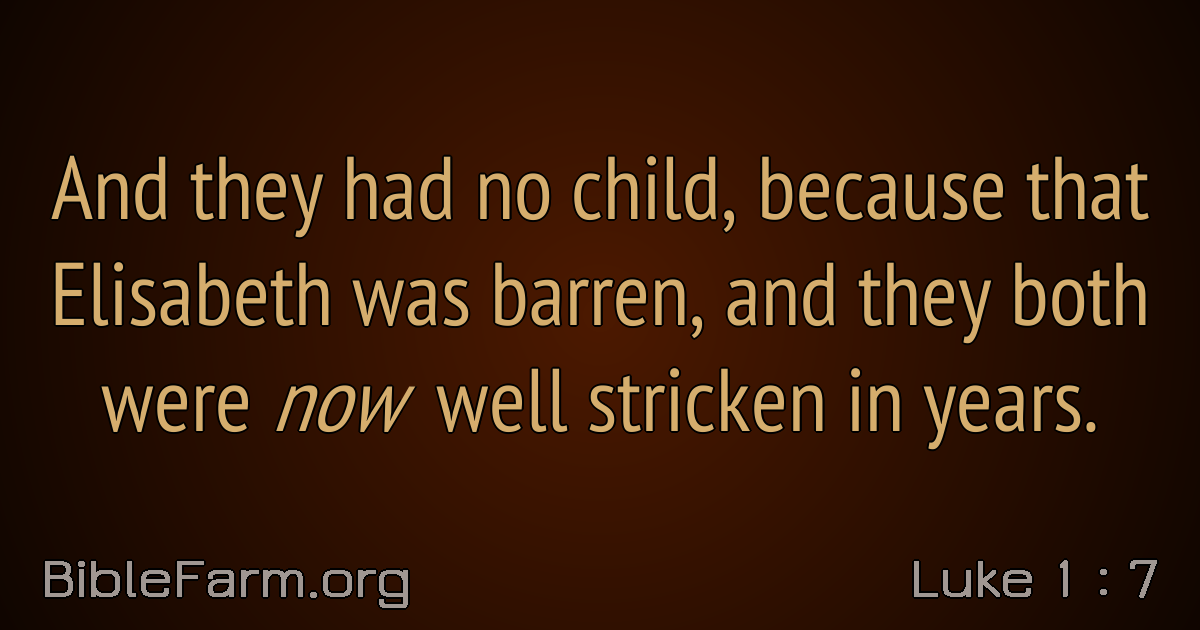 And they had no child, because that
Elisabeth was barren, and they both
were now well stricken in years.
BibleFarm.org
Luke 1 : 7